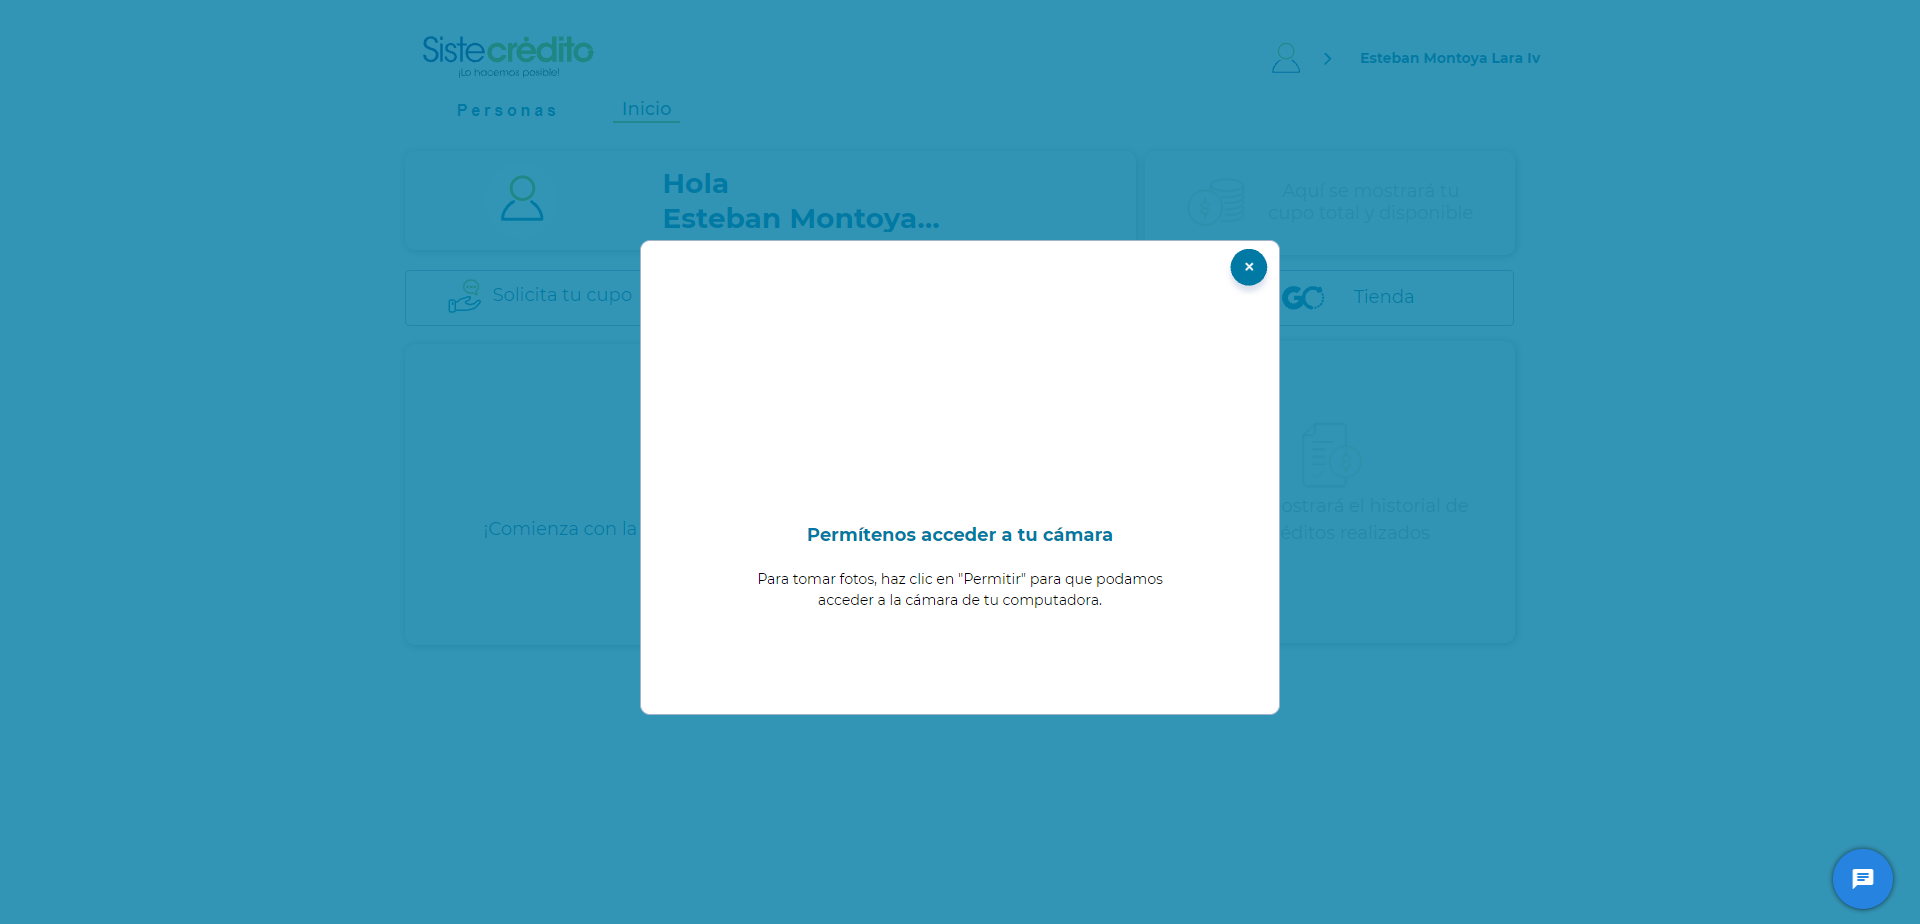 Sistecrédito
¡Lo hacemos posible!
Esteban Montoya Lara Iv
Personas
Inicio
Hola
Esteban Montoya...
Aquí se mostrará tu
cupo total y disponible
Solicita tu cupo
GO
Tienda
¡Comienza con la
ostrará el historial de
éditos realizados
×
Permítenos acceder a tu cámara
Para tomar fotos, haz clic en "Permitir" para que podamos
acceder a la cámara de tu computadora.